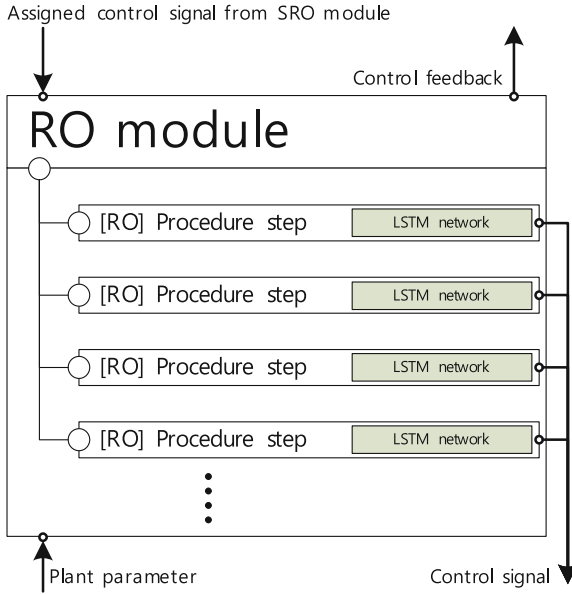 Assigned control signal from SRO module
Control feedback
RO module
[RO] Procedure step LSTM network
[RO] Procedure step LSTM network
[RO] Procedure step LSTM network
[RO] Procedure step LSTM network
Plant parameter
Control signal